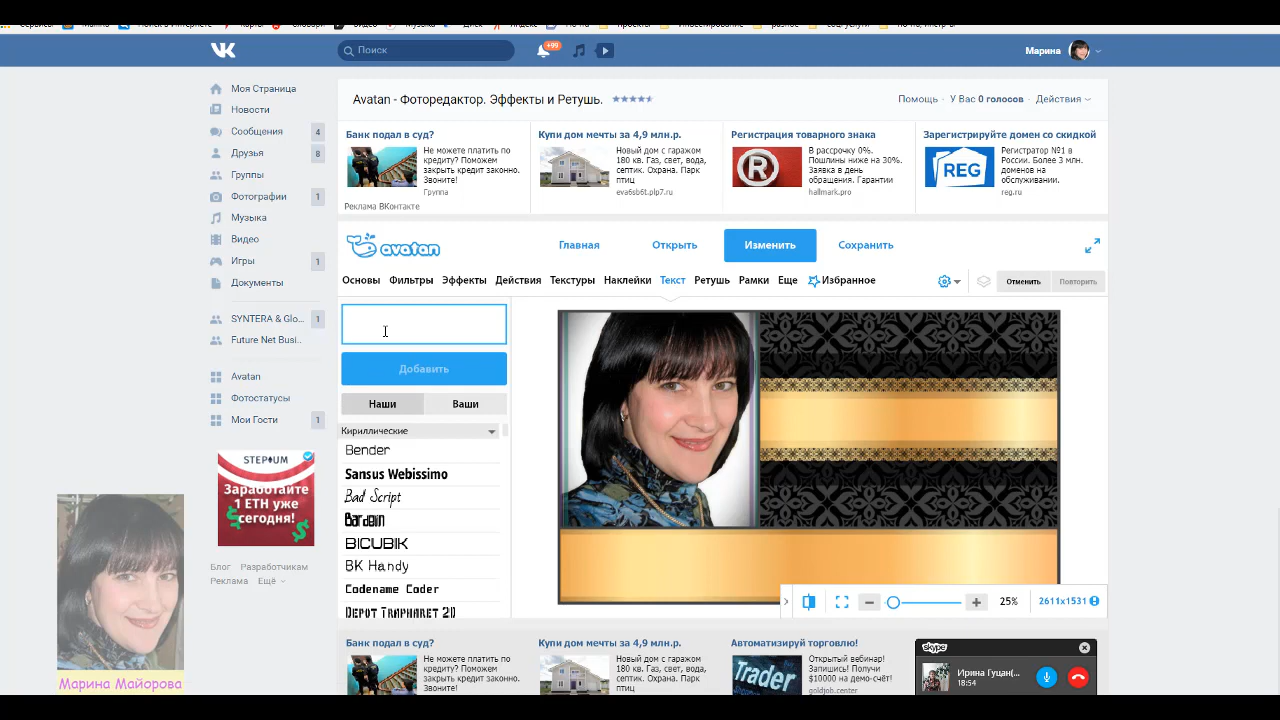 Поиск
+99
Марина
Моя Страница
Новости
Сообщения 4
Друзья 8
Группы
Фотографии 1
Музыка
Видео
Игры 1
Документы
SYNTERA & Glo... 1
Future Net Busi..
Avatan
Фотостатусы
Мои Гости 1
STEP↑UM
Заработайте
1 ETH уже
сегодня!
Блог Разработчикам
Реклама Ещё
Марина Майорова
Avatan - Фоторедактор. Эффекты и Ретушь.
Помощь · У Вас 0 голосов · Действия
Банк подал в суд?
Не можете платить по
кредиту? Поможем
закрыть кредит законно.
Звоните!
Группа
Реклама ВКонтакте
Купи дом мечты за 4,9 млн.р.
Новый дом с гаражом
180 кв. Газ, свет, вода,
септик. Охрана. Парк
птиц
eva6sb6t.plp7.ru
Регистрация товарного знака
R
В рассрочку 0%.
Пошлины ниже на 30%.
Заявка в день
обращения. Гарантии
hallmark.pro
Зарегистрируйте домен со скидкой
REG
Регистратор №1 в
России. Более 3 млн.
доменов на
обслуживании.
reg.ru
avatan
Главная Открыть Изменить Сохранить
Основы Фильтры Эффекты Действия Текстуры Наклейки Текст Ретушь Рамки Еще Избранное
Отменить Повторить
Добавить
Наши Ваши
Кириллические
Bender
Sansus Webissimo
Bad Script
BICUBIK
BK Handy
Codename Coder
25% 2611x1531
Банк подал в суд?
Не можете платить по
кредиту? Поможем
закрыть кредит законно.
Звоните!
Купи дом мечты за 4,9 млн.р.
Новый дом с гаражом
180 кв. Газ, свет, вода,
септик. Охрана. Парк
птиц
Автоматизируй торговлю!
Trader
Открытый вебинар!
Запишись! Получи
$10000 на демо-счёт!
goldjob.center
skype
Ирина Гуцан(...
18:54